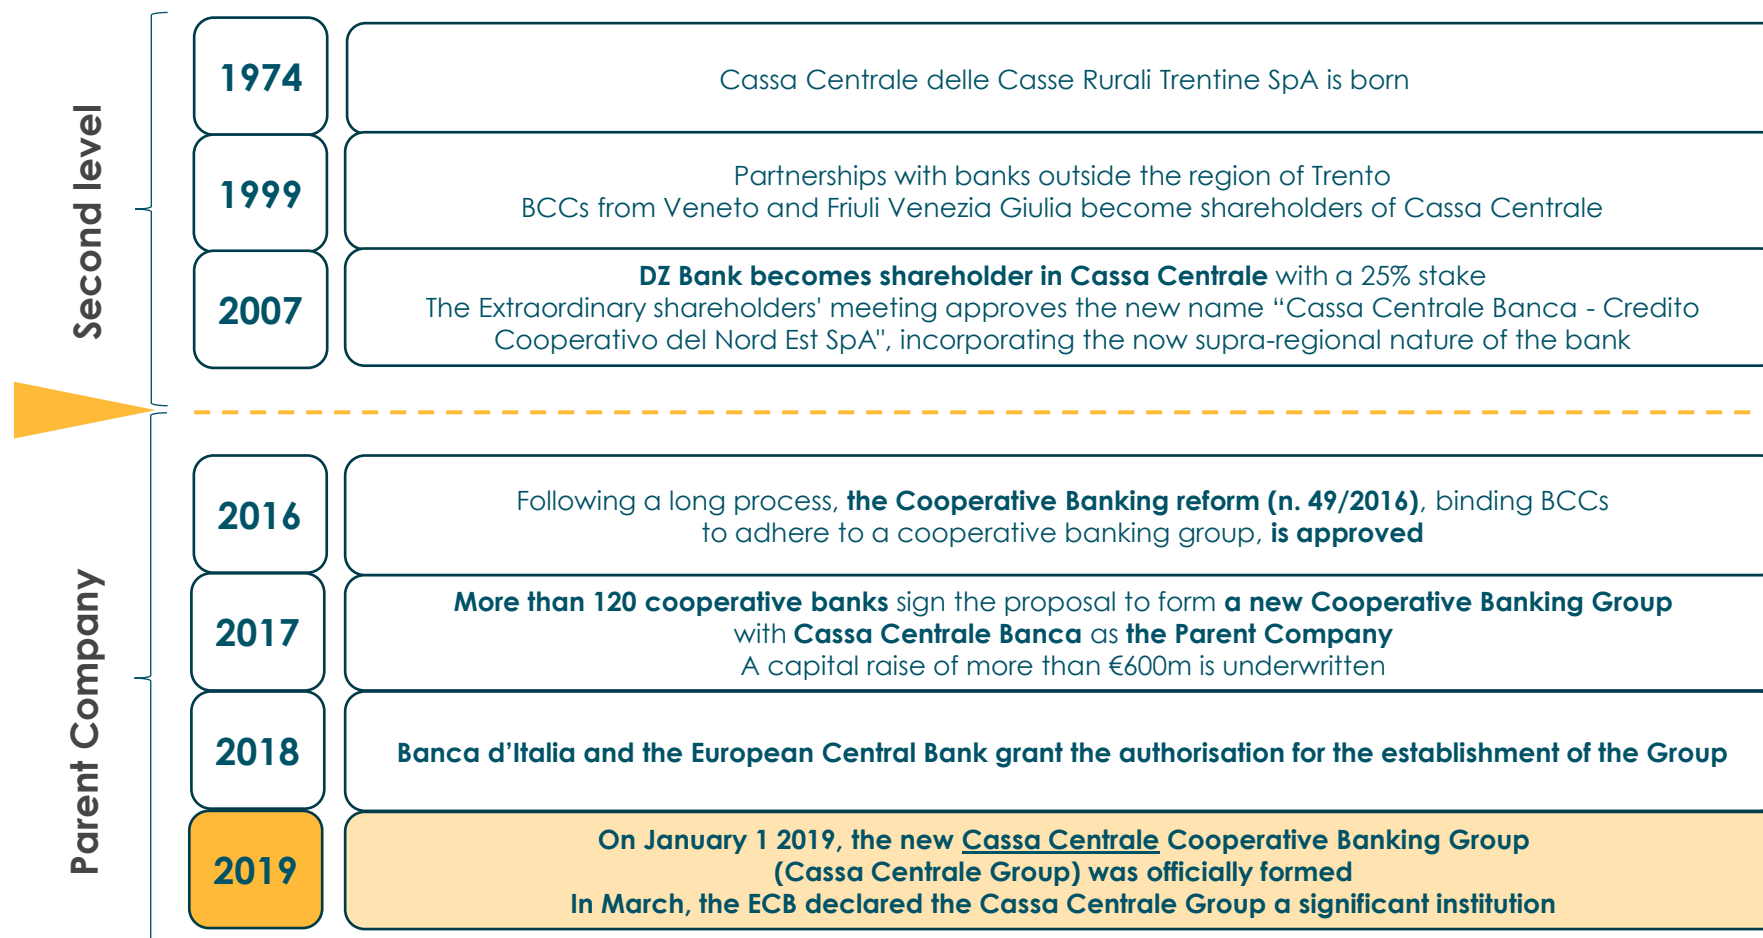 Second level
1974
Cassa Centrale delle Casse Rurali Trentine SpA is born
1999
Partnerships with banks outside the region of Trento
BCCs from Veneto and Friuli Venezia Giulia become shareholders of Cassa Centrale
2007
DZ Bank becomes shareholder in Cassa Centrale with a 25% stake
The Extraordinary shareholders' meeting approves the new name “Cassa Centrale Banca - Credito
Cooperativo del Nord Est SpA", incorporating the now supra-regional nature of the bank
Parent Company
2016
Following a long process, the Cooperative Banking reform (n. 49/2016), binding BCCs
to adhere to a cooperative banking group, is approved
2017
More than 120 cooperative banks sign the proposal to form a new Cooperative Banking Group
with Cassa Centrale Banca as the Parent Company
A capital raise of more than €600m is underwritten
2018
Banca d’Italia and the European Central Bank grant the authorisation for the establishment of the Group
2019
On January 1 2019, the new Cassa Centrale Cooperative Banking Group
(Cassa Centrale Group) was officially formed
In March, the ECB declared the Cassa Centrale Group a significant institution